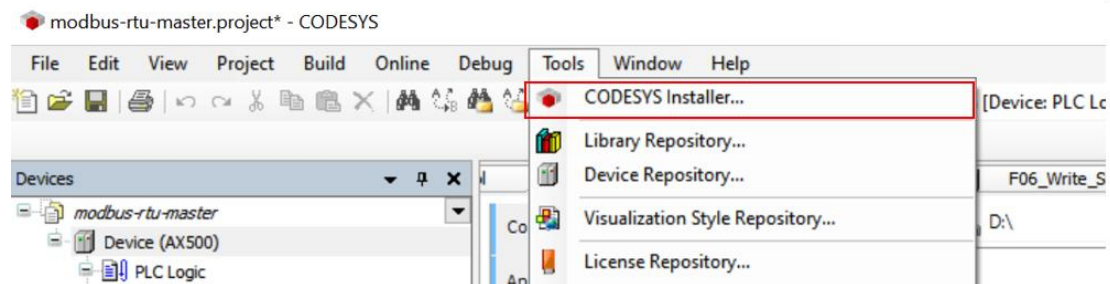 modbus-rtu-master.project* - CODESYS
File Edit View Project Build Online Debug Tools Window Help
CODESYS Installer...
[Device: PLC Lo
Library Repository...
Devices
Device Repository...
F06_Write_S
modbus-rtu-master
Visualization Style Repository...
Co
D:\
Device (AX500)
PLC Logic
License Repository...
Ap